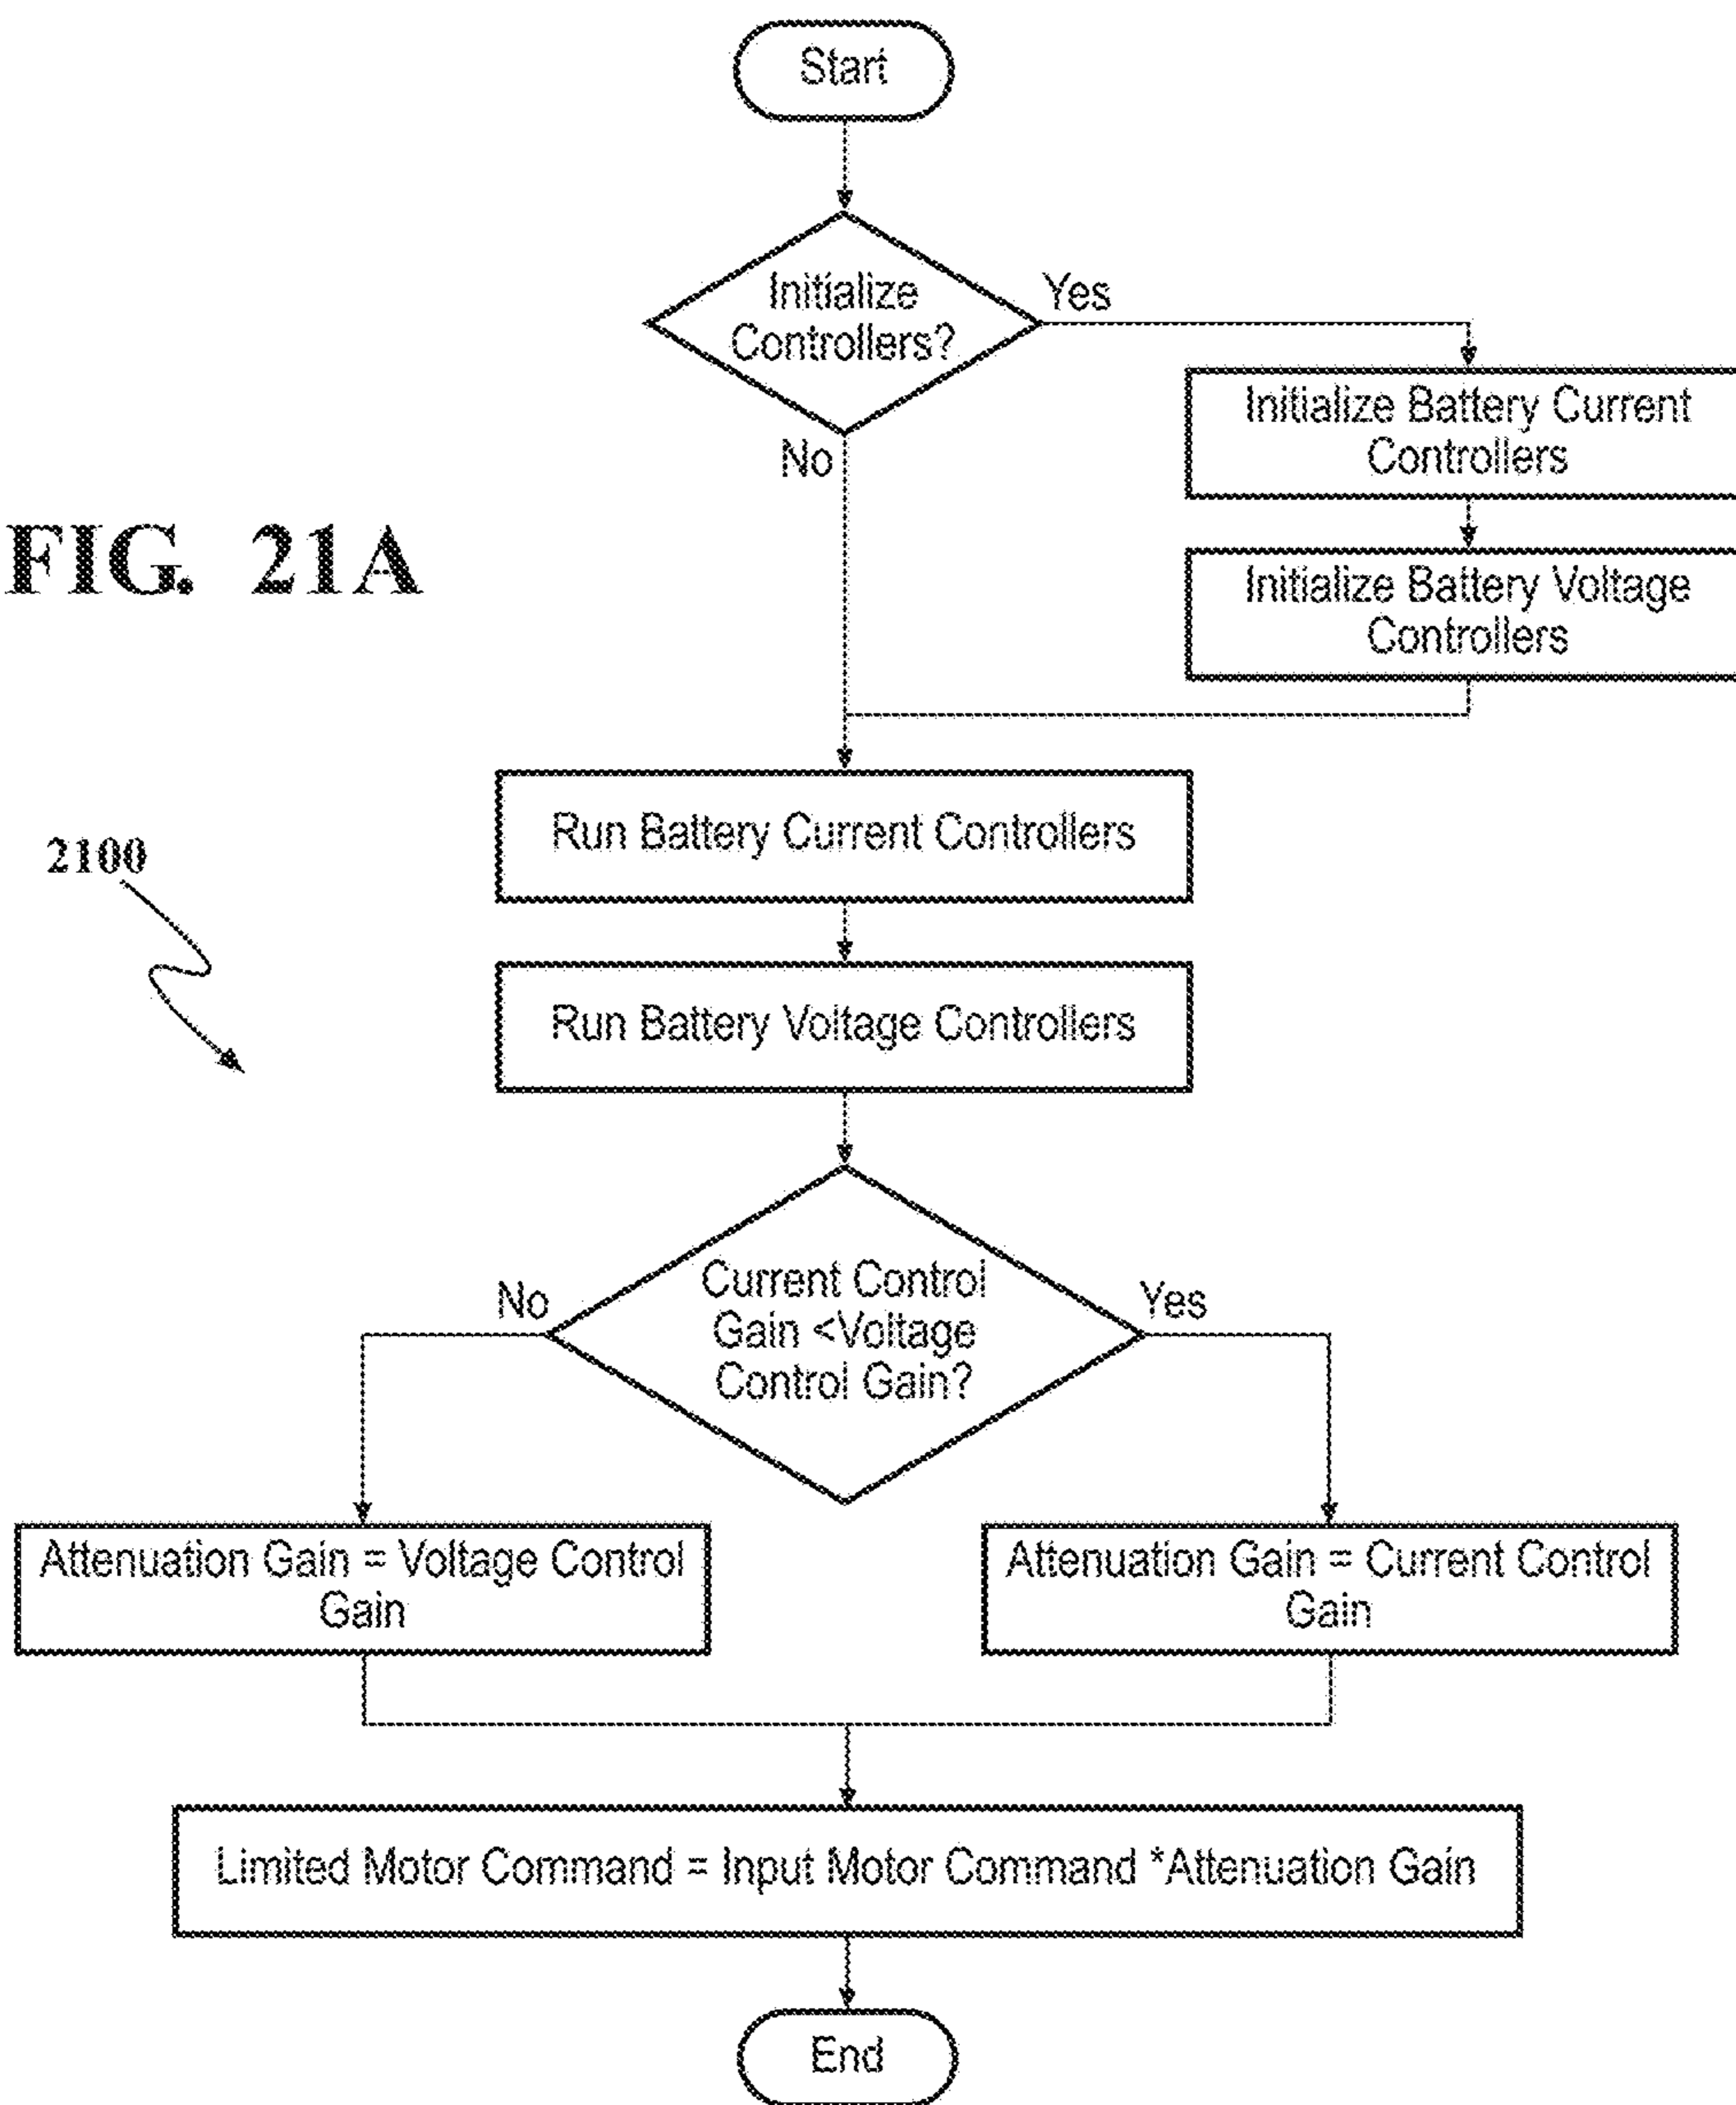 Start
Initialize
Controllers?
Yes
No
Initialize Battery Current
Controllers
Initialize Battery Voltage
Controllers
FIG. 21A
Run Battery Current Controllers
2100
Run Battery Voltage Controllers
Current Control
Gain <Voltage
Control Gain?
No
Yes
Attenuation Gain = Voltage Control
Gain
Attenuation Gain = Current Control
Gain
Limited Motor Command = Input Motor Command *Attenuation Gain
End